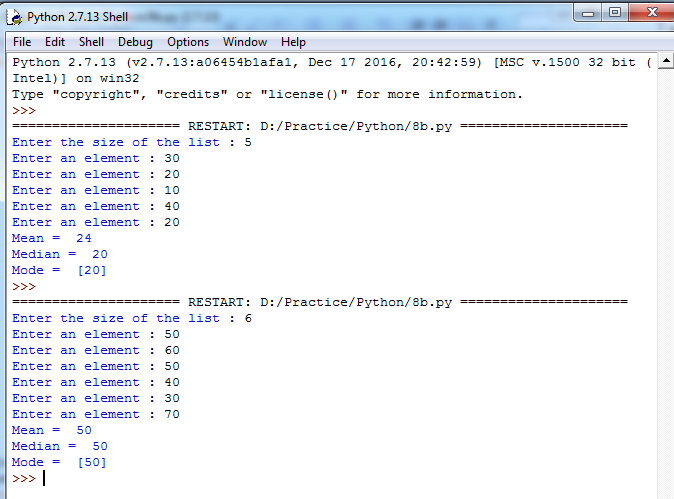 Python 2.7.13 Shell
File Edit Shell Debug Options Window Help
Python 2.7.13 (v2.7.13:a06454b1afa1, Dec 17 2016, 20:42:59) [MSC v.1500 32 bit (
Intel)] on win32
Type "copyright", "credits" or "license()" for more information.
>>>
===================== RESTART: D:/Practice/Python/8b.py =====================
Enter the size of the list : 5
Enter an element : 30
Enter an element : 20
Enter an element : 10
Enter an element : 40
Enter an element : 20
Mean =  24
Median =  20
Mode =  [20]
>>>
===================== RESTART: D:/Practice/Python/8b.py =====================
Enter the size of the list : 6
Enter an element : 50
Enter an element : 60
Enter an element : 50
Enter an element : 40
Enter an element : 30
Enter an element : 70
Mean =  50
Median =  50
Mode =  [50]
>>>